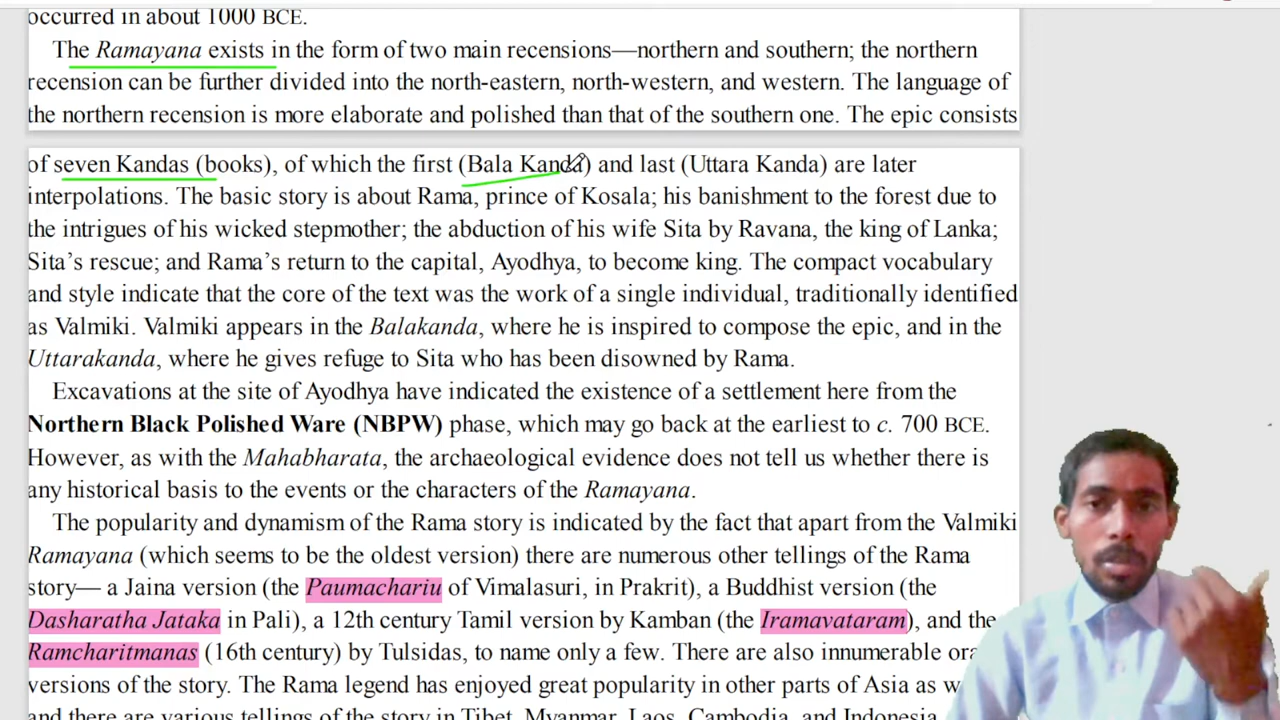 occurred in about 1000 BCE.
The Ramayana exists in the form of two main recensions—northern and southern; the northern
recension can be further divided into the north-eastern, north-western, and western. The language of
the northern recension is more elaborate and polished than that of the southern one. The epic consists
of seven Kandas (books), of which the first (Bala Kanda) and last (Uttara Kanda) are later
interpolations. The basic story is about Rama, prince of Kosala; his banishment to the forest due to
the intrigues of his wicked stepmother; the abduction of his wife Sita by Ravana, the king of Lanka;
Sita’s rescue; and Rama’s return to the capital, Ayodhya, to become king. The compact vocabulary
and style indicate that the core of the text was the work of a single individual, traditionally identified
as Valmiki. Valmiki appears in the Balakanda, where he is inspired to compose the epic, and in the
Uttarakanda, where he gives refuge to Sita who has been disowned by Rama.
Excavations at the site of Ayodhya have indicated the existence of a settlement here from the
Northern Black Polished Ware (NBPW) phase, which may go back at the earliest to c. 700 BCE.
However, as with the Mahabharata, the archaeological evidence does not tell us whether there is
any historical basis to the events or the characters of the Ramayana.
The popularity and dynamism of the Rama story is indicated by the fact that apart from the Valmiki
Ramayana (which seems to be the oldest version) there are numerous other tellings of the Rama
story— a Jaina version (the Paumachariu of Vimalasuri, in Prakrit), a Buddhist version (the
Dasharatha Jataka in Pali), a 12th century Tamil version by Kamban (the Iramavataram), and the
Ramcharitmanas (16th century) by Tulsidas, to name only a few. There are also innumerable
versions of the story. The Rama legend has enjoyed great popularity in other parts of Asia as
and there are various tellings of the story in Tibet, Myanmar, Laos, Cambodia, and Indonesia.